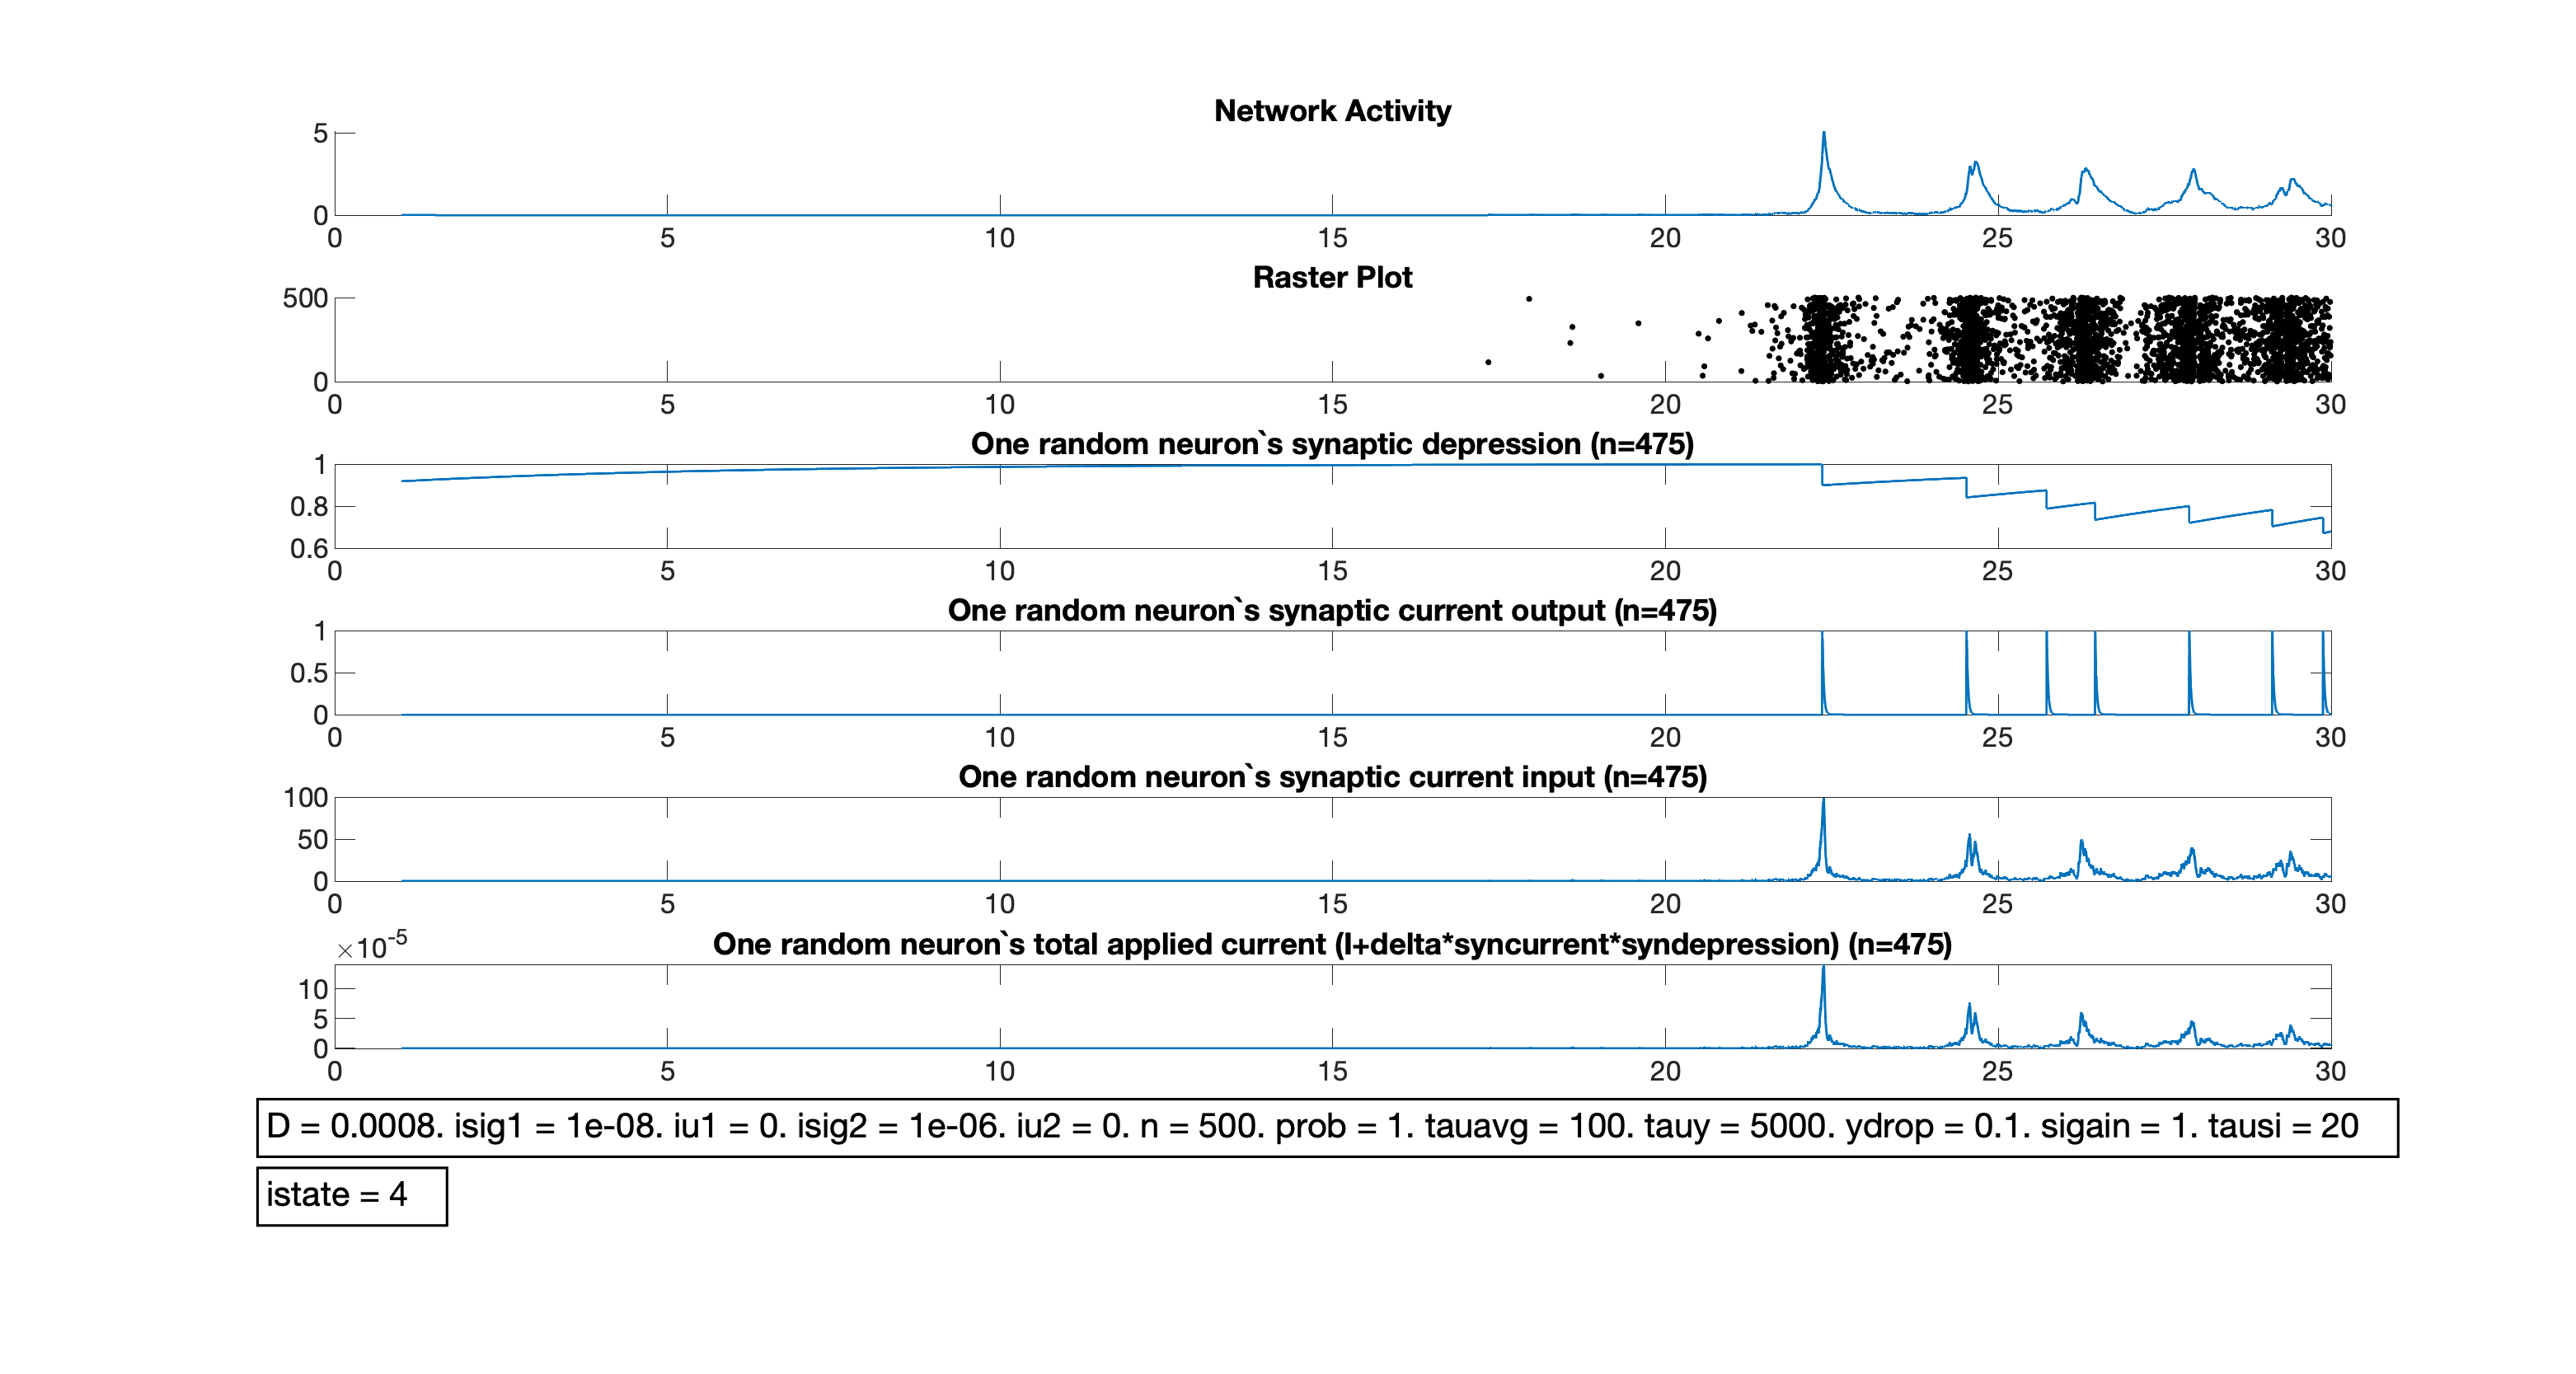 Network Activity
5
0
0 5 10 15 20 25 30
Raster Plot
500
0
0 5 10 15 20 25 30
One random neuron`s synaptic depression (n=475)
1
0.8
0.6
0 5 10 15 20 25 30
One random neuron`s synaptic current output (n=475)
1
0.5
0
0 5 10 15 20 25 30
One random neuron`s synaptic current input (n=475)
100
50
0
0 5 10 15 20 25 30
×10⁻⁵
One random neuron`s total applied current (I+delta*syncurrent*syndepression) (n=475)
10
5
0
0 5 10 15 20 25 30
D = 0.0008. isig1 = 1e-08. iu1 = 0. isig2 = 1e-06. iu2 = 0. n = 500. prob = 1. tauavg = 100. tauy = 5000. ydrop = 0.1. sigain = 1. tausi = 20
istate = 4